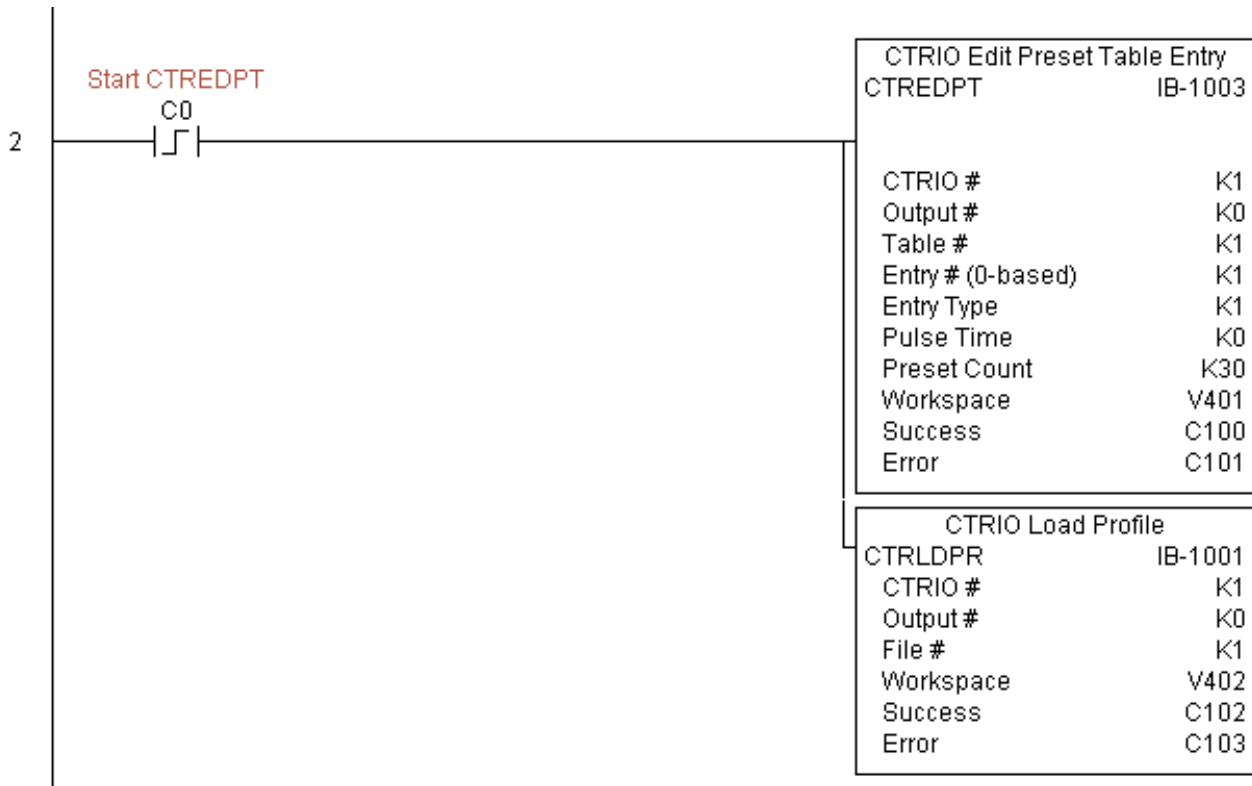 Start CTREDPT
C0
2
CTRIO Edit Preset Table Entry
CTREDPT IB-1003
CTRIO # K1
Output # K0
Table # K1
Entry # (0-based) K1
Entry Type K1
Pulse Time K0
Preset Count K30
Workspace V401
Success C100
Error C101
CTRIO Load Profile
CTRLDPR IB-1001
CTRIO # K1
Output # K0
File # K1
Workspace V402
Success C102
Error C103